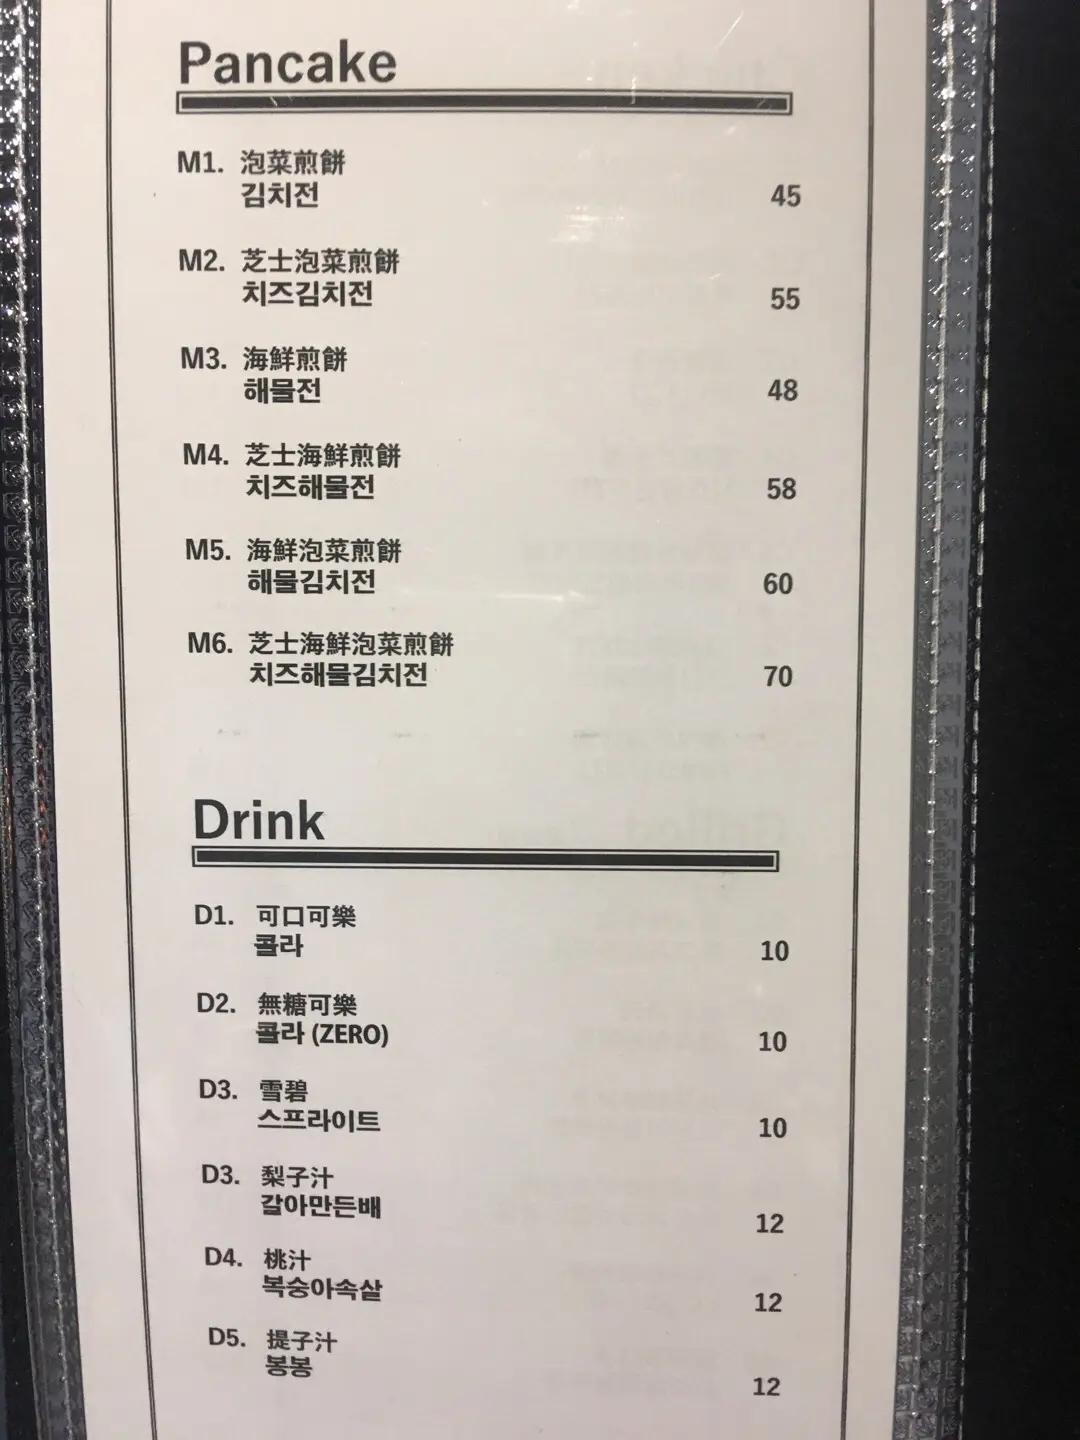 Pancake
M1. 泡菜煎餅
김치전 45
M2. 芝士泡菜煎餅
치즈김치전 55
M3. 海鮮煎餅
해물전 48
M4. 芝士海鮮煎餅
치즈해물전 58
M5. 海鮮泡菜煎餅
해물김치전 60
M6. 芝士海鮮泡菜煎餅
치즈해물김치전 70
Drink
D1. 可口可樂
콜라 10
D2. 無糖可樂
콜라 (ZERO) 10
D3. 雪碧
스프라이트 10
D3. 梨子汁
갈아만든배 12
D4. 桃汁
복숭아속살 12
D5. 提子汁
봉봉 12